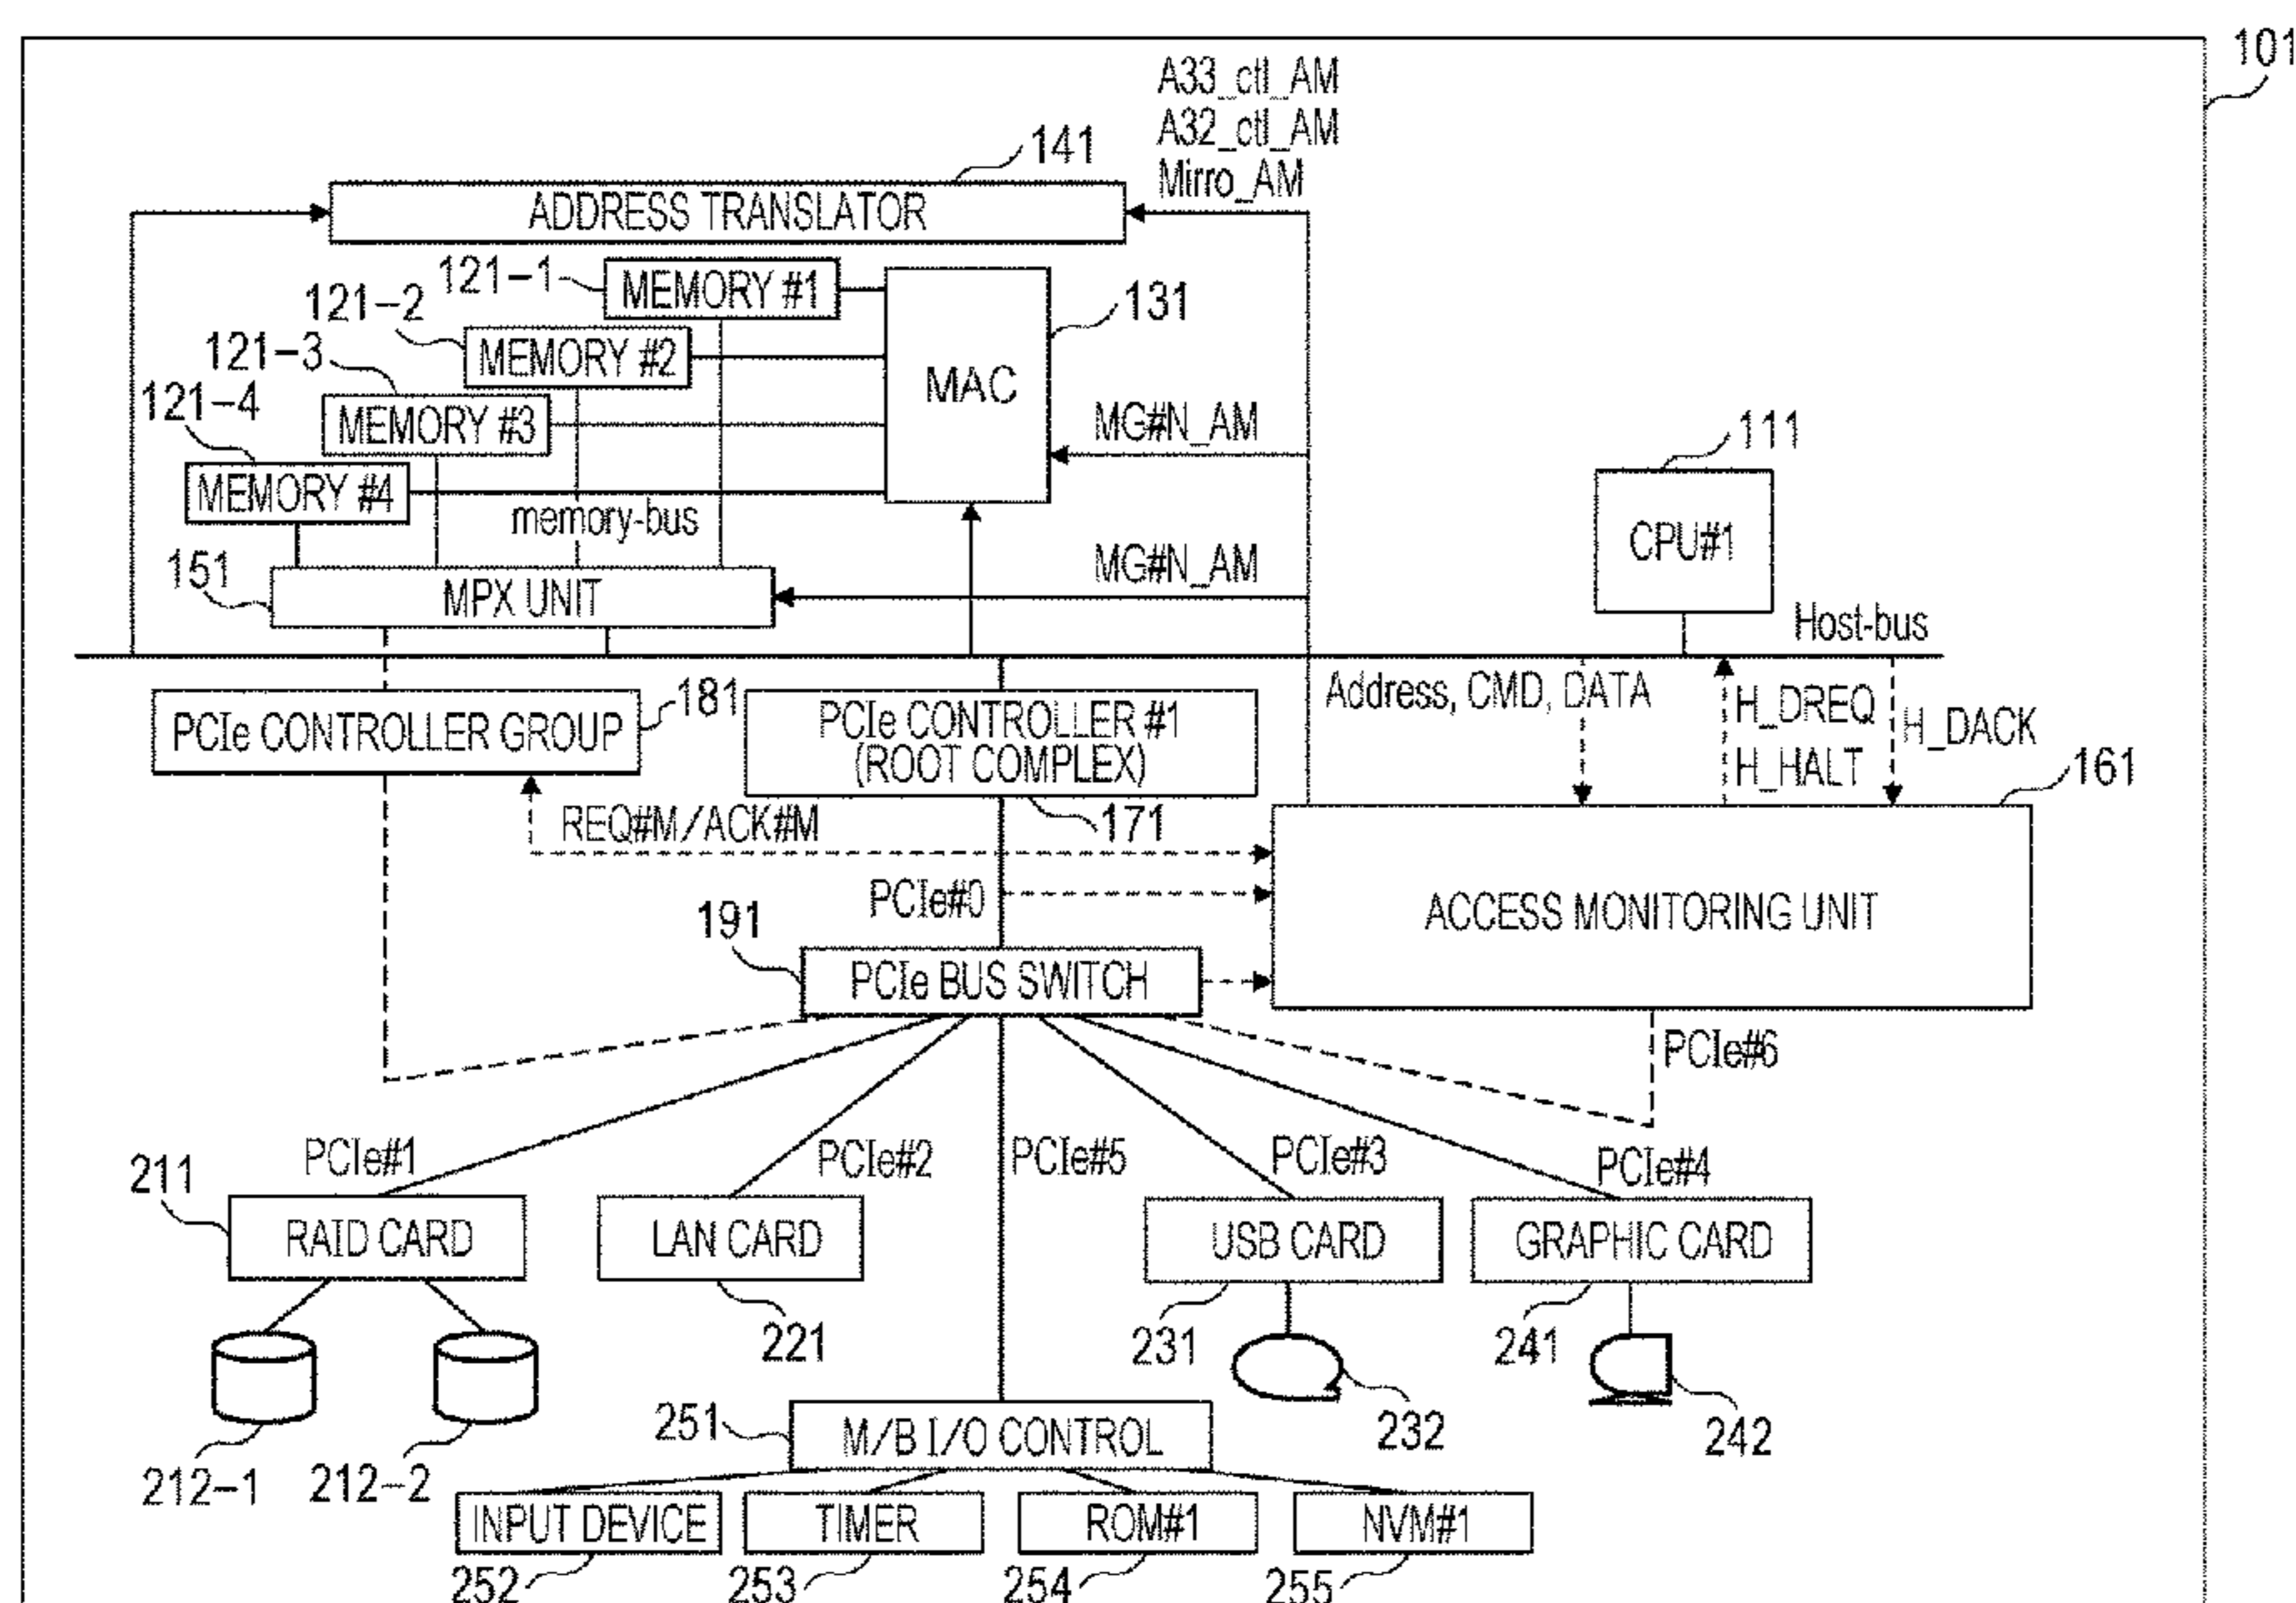 101
A33_ctl_AM
A32_ctl_AM
Mirro_AM
141
ADDRESS TRANSLATOR
121-1
MEMORY #1
121-2
MEMORY #2
131
121-3
MEMORY #3
MAC
121-4
MEMORY #4
MG#N_AM
111
memory-bus
CPU#1
151
MPX UNIT
MG#N_AM
Host-bus
PCIe CONTROLLER GROUP
181
PCIe CONTROLLER #1
(ROOT COMPLEX)
Address, CMD, DATA
H_DREQ
H_HALT
H_DACK
161
REQ#M/ACK#M
171
PCIe#0
ACCESS MONITORING UNIT
191
PCIe BUS SWITCH
PCIe#6
PCIe#1
PCIe#2
PCIe#5
PCIe#3
PCIe#4
211
RAID CARD
LAN CARD
USB CARD
GRAPHIC CARD
221
231
241
232
242
212-1
212-2
251
M/B I/O CONTROL
INPUT DEVICE
TIMER
ROM#1
NVM#1
252
253
254
255